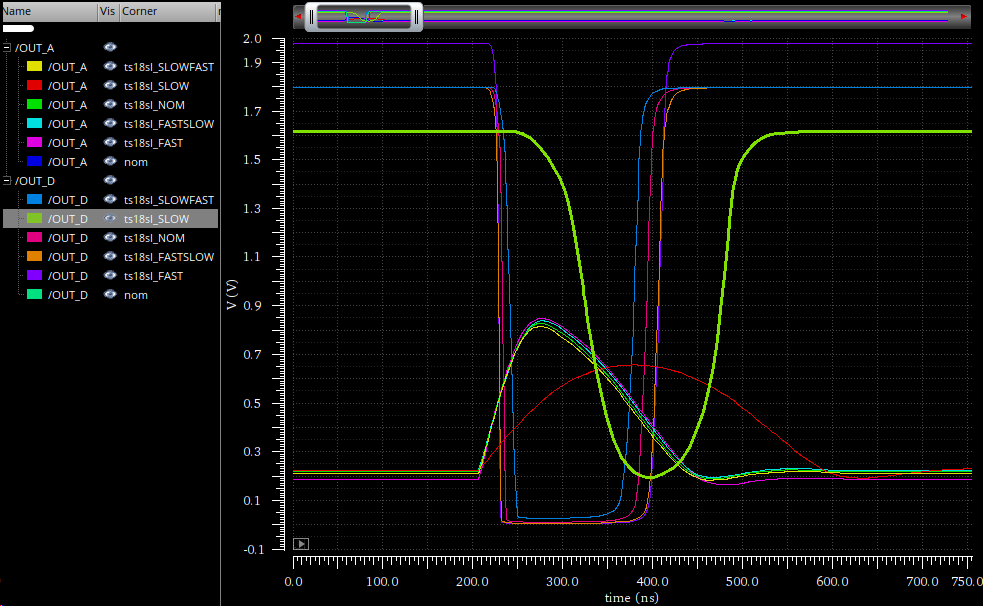 Name Vis Corner
/OUT_A
/OUT_A ts18sl_SLOWFAST
/OUT_A ts18sl_SLOW
/OUT_A ts18sl_NOM
/OUT_A ts18sl_FASTSLOW
/OUT_A ts18sl_FAST
/OUT_A nom
/OUT_D
/OUT_D ts18sl_SLOWFAST
/OUT_D ts18sl_SLOW
/OUT_D ts18sl_NOM
/OUT_D ts18sl_FASTSLOW
/OUT_D ts18sl_FAST
/OUT_D nom
2.0
1.9
1.7
1.5
1.3
1.1
0.9
0.7
0.5
0.3
0.1
-0.1
V (V)
0.0 100.0 200.0 300.0 400.0 500.0 600.0 700.0 750.0
time (ns)